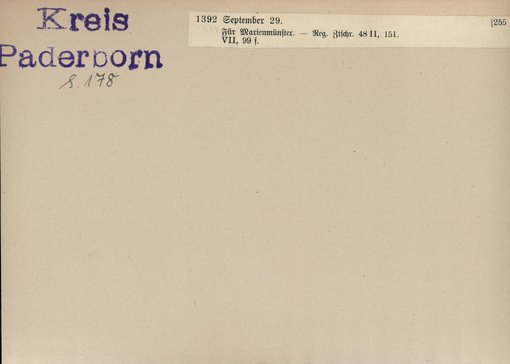 Kreis
Paderborn
S. 178
1392 September 29. [255
Für Marienmünster. — Reg. Ztschr. 48 II, 151.
VII, 99 f.